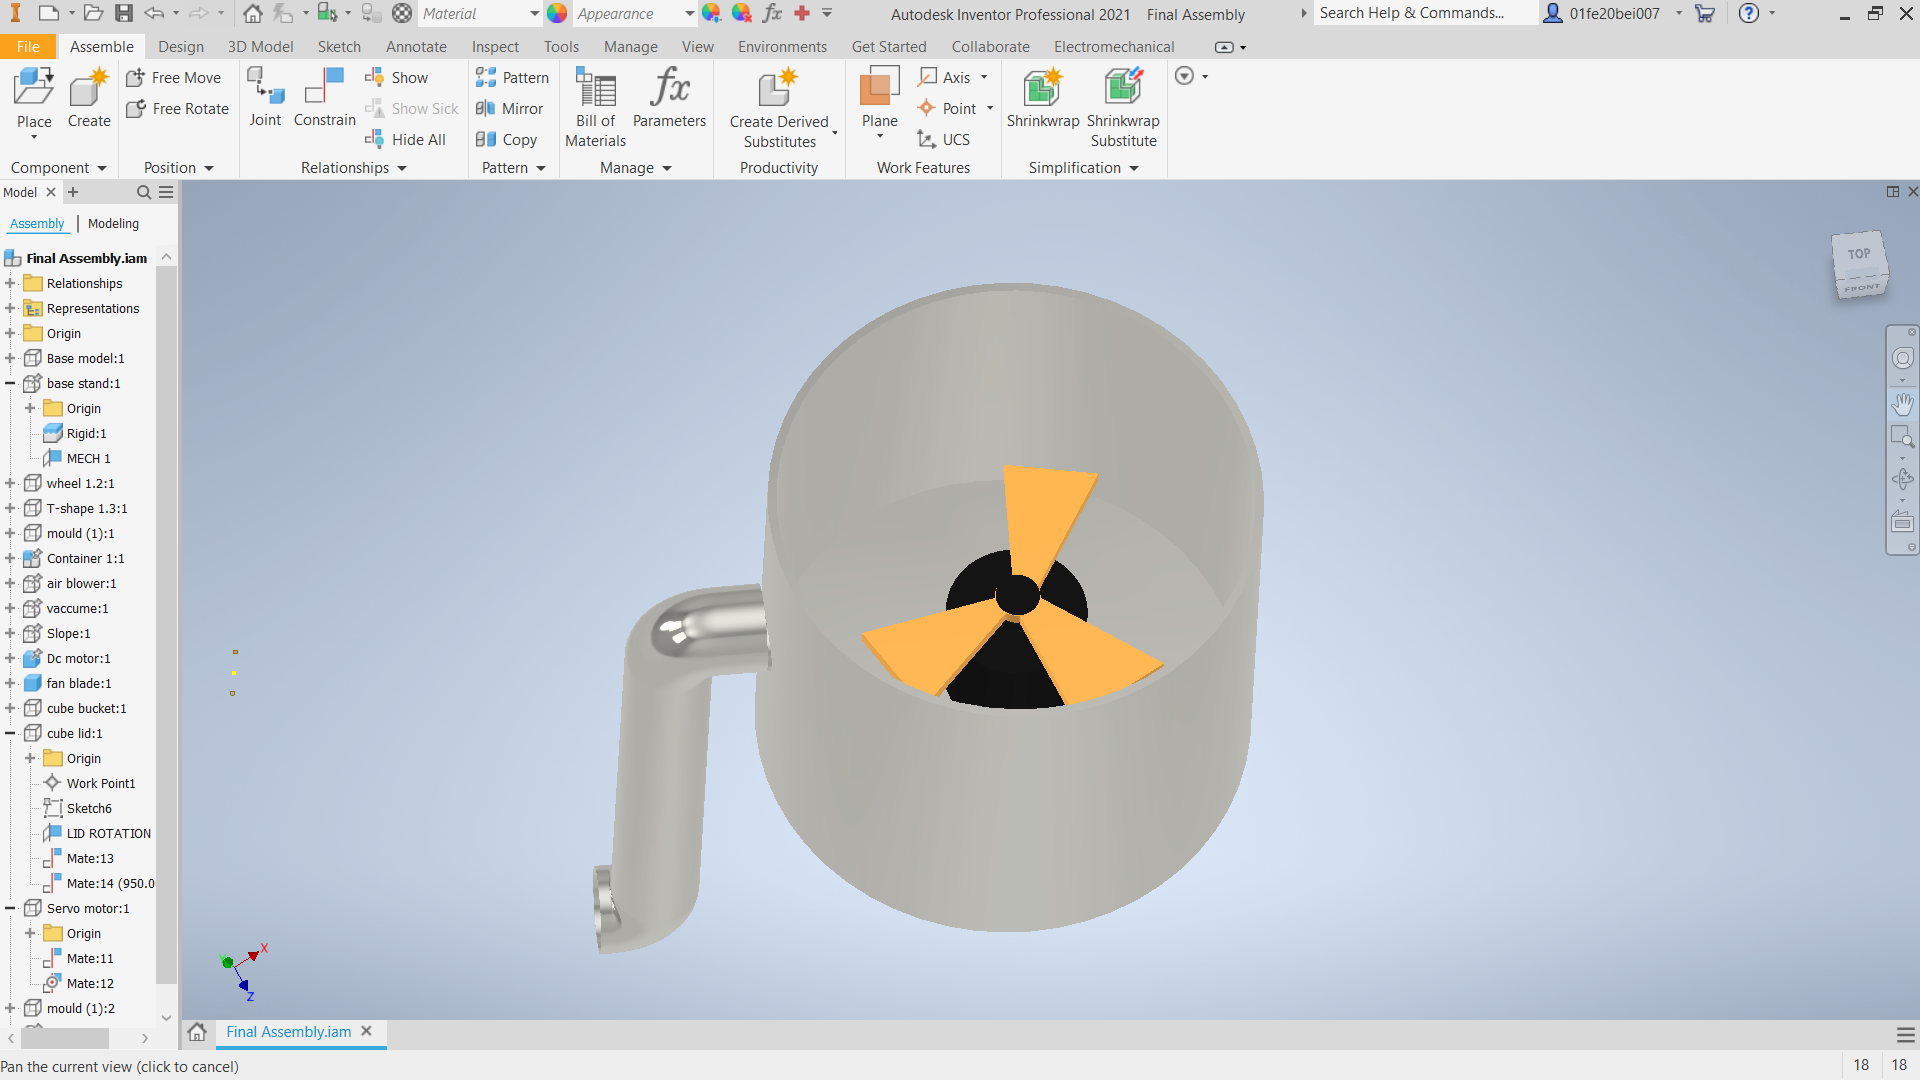 Material
Appearance
Autodesk Inventor Professional 2021 Final Assembly
Search Help & Commands...
01fe20bei007
File Assemble Design 3D Model Sketch Annotate Inspect Tools Manage View Environments Get Started Collaborate Electromechanical
Place
Create
Component
Free Move
Free Rotate
Position
Joint
Constrain
Show
Show Sick
Hide All
Relationships
Pattern
Mirror
Copy
Pattern
Bill of
Materials
fx
Parameters
Manage
Create Derived
Substitutes
Productivity
Plane
Axis
Point
UCS
Work Features
Shrinkwrap
Shrinkwrap
Substitute
Simplification
Model
Assembly | Modeling
Final Assembly.iam
Relationships
Representations
Origin
Base model:1
base stand:1
Origin
Rigid:1
MECH 1
wheel 1.2:1
T-shape 1.3:1
mould (1):1
Container 1:1
air blower:1
vaccume:1
Slope:1
Dc motor:1
fan blade:1
cube bucket:1
cube lid:1
Origin
Work Point1
Sketch6
LID ROTATION
Mate:13
Mate:14 (950.0
Servo motor:1
Origin
Mate:11
Mate:12
mould (1):2
TOP
FRONT
X
Y
Z
Final Assembly.iam
Pan the current view (click to cancel)
18 18